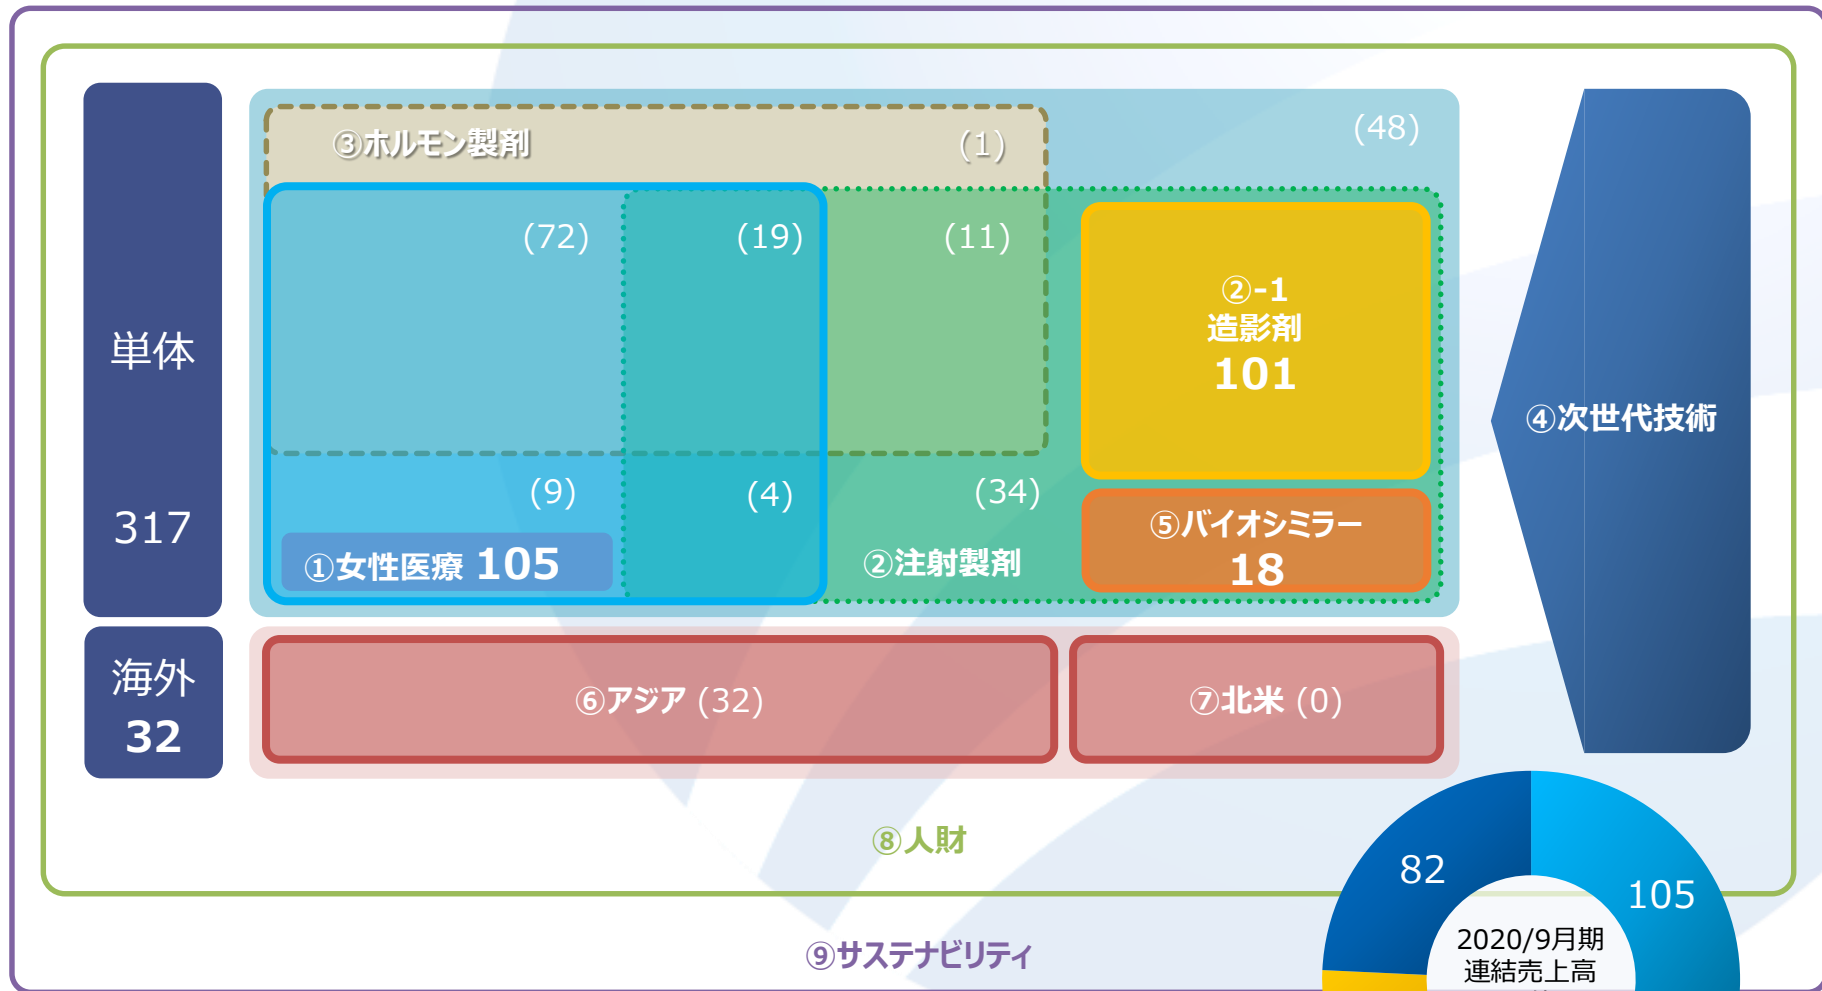 単体
317
③ホルモン製剤 (1)
(48)
(72)
(19)
(11)
②-1
造影剤
101
(9)
(4)
(34)
①女性医療 105
②注射製剤
⑤バイオシミラー
18
④次世代技術
海外
32
⑥アジア (32)
⑦北米 (0)
⑧人財
⑨サステナビリティ
82
105
2020/9月期
連結売上高